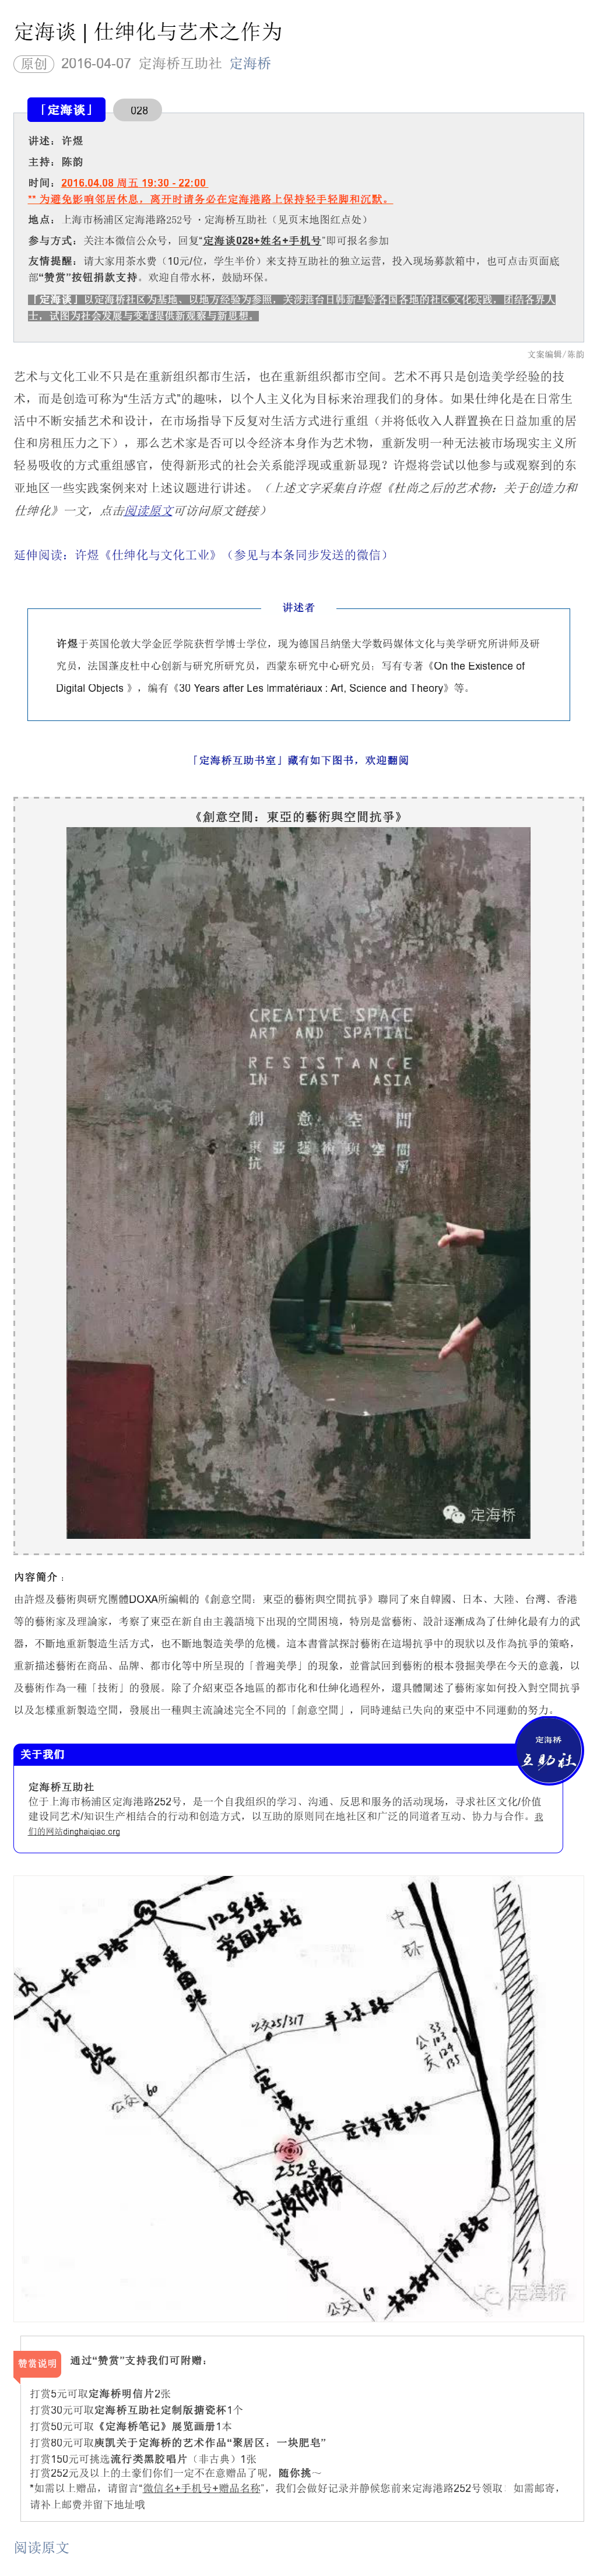 定海谈 | 仕绅化与艺术之作为
原创 2016-04-07 定海桥互助社 定海桥
「定海谈」 028
讲述：许煜
主持：陈韵
时间：2016.04.08 周五 19:30 - 22:00
** 为避免影响邻居休息，离开时请务必在定海港路上保持轻手轻脚和沉默。
地点：上海市杨浦区定海港路252号 · 定海桥互助社（见页末地图红点处）
参与方式：关注本微信公众号，回复“定海谈028+姓名+手机号”即可报名参加
友情提醒：请大家用茶水费（10元/位，学生半价）来支持互助社的独立运营，投入现场募款箱中，也可点击页面底
部“赞赏”按钮捐款支持。欢迎自带水杯，鼓励环保。
「定海谈」以定海桥社区为基地、以地方经验为参照，关涉港台日韩新马等各国各地的社区文化实践，团结各界人
士，试图为社会发展与变革提供新观察与新思想。
文案编辑/陈韵
艺术与文化工业不只是在重新组织都市生活，也在重新组织都市空间。艺术不再只是创造美学经验的技
术，而是创造可称为“生活方式”的趣味，以个人主义化为目标来治理我们的身体。如果仕绅化是在日常生
活中不断安插艺术和设计，在市场指导下反复对生活方式进行重组（并将低收入人群置换在日益加重的居
住和房租压力之下），那么艺术家是否可以令经济本身作为艺术物，重新发明一种无法被市场现实主义所
轻易吸收的方式重组感官，使得新形式的社会关系能浮现或重新显现？许煜将尝试以他参与或观察到的东
亚地区一些实践案例来对上述议题进行讲述。（上述文字采集自许煜《杜尚之后的艺术物：关于创造力和
仕绅化》一文，点击阅读原文可访问原文链接）
延伸阅读：许煜《仕绅化与文化工业》（参见与本条同步发送的微信）
讲述者
许煜于英国伦敦大学金匠学院获哲学博士学位，现为德国吕纳堡大学数码媒体文化与美学研究所讲师及研
究员，法国蓬皮杜中心创新与研究所研究员，西蒙东研究中心研究员；写有专著《On the Existence of
Digital Objects 》，编有《30 Years after Les Immatériaux : Art, Science and Theory》等。
「定海桥互助书室」藏有如下图书，欢迎翻阅
《創意空間：東亞的藝術與空間抗爭》
CREATIVE SPACE
ART AND SPATIAL
RESISTANCE
IN EAST ASIA
創意空間
東亞藝術與空間
抗爭
定海桥
內容簡介：
由許煜及藝術與研究團體DOXA所編輯的《創意空間：東亞的藝術與空間抗爭》聯同了來自韓國、日本、大陸、台灣、香港
等的藝術家及理論家，考察了東亞在新自由主義語境下出現的空間困境，特別是當藝術、設計逐漸成為了仕紳化最有力的武
器，不斷地重新製造生活方式，也不斷地製造美學的危機。這本書嘗試探討藝術在這場抗爭中的現狀以及作為抗爭的策略，
重新描述藝術在商品、品牌、都市化等中所呈現的「普遍美學」的現象，並嘗試回到藝術的根本發掘美學在今天的意義，以
及藝術作為一種「技術」的發展。除了介紹東亞各地區的都市化和仕紳化過程外，還具體闡述了藝術家如何投入對空間抗爭
以及怎樣重新製造空間，發展出一種與主流論述完全不同的「創意空間」，同時連結已失向的東亞中不同運動的努力。
定海桥
互助社
关于我们
定海桥互助社
位于上海市杨浦区定海港路252号，是一个自我组织的学习、沟通、反思和服务的活动现场，寻求社区文化/价值
建设同艺术/知识生产相结合的行动和创造方式，以互助的原则同在地社区和广泛的同道者互动、协力与合作。我
们的网站dinghaiqiao.org
12号线
爱国路站
长阳路
爱国路
内江路
中环
公交25/317
平凉路
公交
33
103
124
135
公交60
定海路
定海港路
252号
内江路
波阳路
杨树浦路
公交60
定海桥
赞赏说明
通过“赞赏”支持我们可附赠：
打赏5元可取定海桥明信片2张
打赏30元可取定海桥互助社定制版搪瓷杯1个
打赏50元可取《定海桥笔记》展览画册1本
打赏80元可取庾凯关于定海桥的艺术作品“聚居区：一块肥皂”
打赏150元可挑选流行类黑胶唱片（非古典）1张
打赏252元及以上的土豪们你们一定不在意赠品了呢，随你挑～
*如需以上赠品，请留言“微信名+手机号+赠品名称”，我们会做好记录并静候您前来定海港路252号领取；如需邮寄，
请补上邮费并留下地址哦
阅读原文